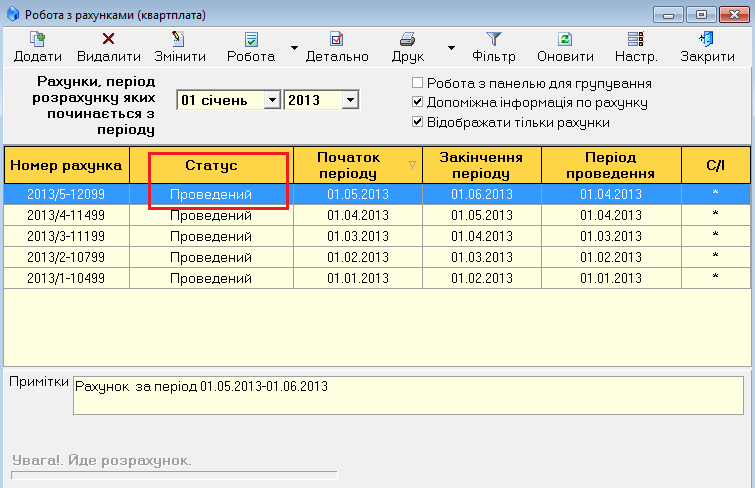 Робота з рахунками (квартплата)
Додати Видалити Змінити Робота Детально Друк Фільтр Оновити Настр. Закрити
Рахунки, період
розрахунку яких
починається з
періоду
01 січень 2013
Робота з панелью для групування
Допоміжна інформація по рахунку
Відображати тільки рахунки
Номер рахунка Статус Початок періоду Закінчення періоду Період проведення С/І
2013/5-12099 Проведений 01.05.2013 01.06.2013 01.04.2013 *
2013/4-11499 Проведений 01.04.2013 01.05.2013 01.04.2013 *
2013/3-11199 Проведений 01.03.2013 01.04.2013 01.03.2013 *
2013/2-10799 Проведений 01.02.2013 01.03.2013 01.02.2013 *
2013/1-10499 Проведений 01.01.2013 01.02.2013 01.01.2013 *
Примітки
Рахунок за період 01.05.2013-01.06.2013
Увага!. Йде розрахунок.